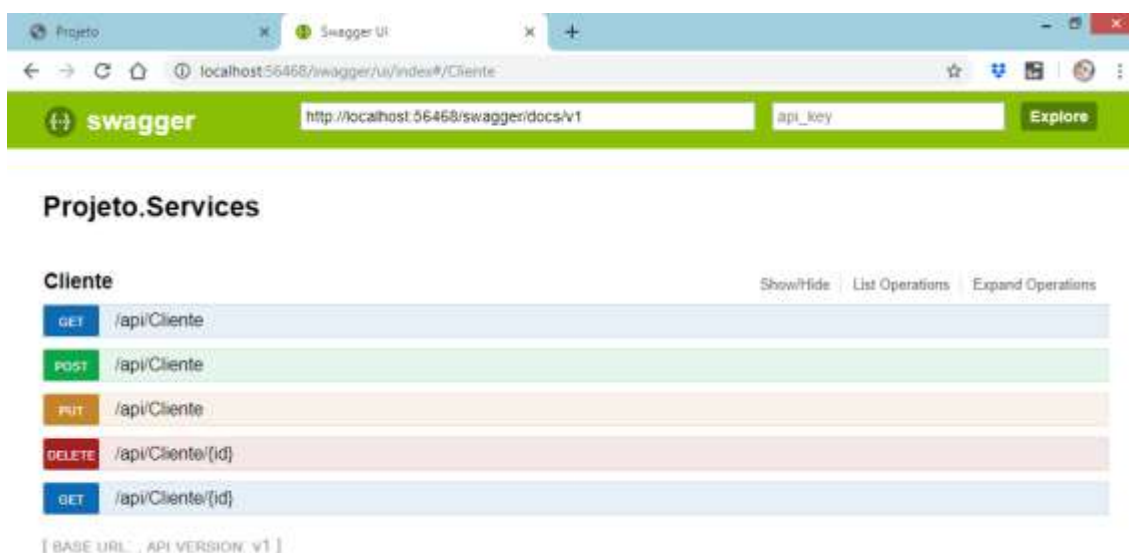 Projeto
Swagger UI
localhost:56468/swagger/ui/index#/Cliente
swagger
http://localhost:56468/swagger/docs/v1
api_key
Explore
Projeto.Services
Cliente
Show/Hide
List Operations
Expand Operations
GET /api/Cliente
POST /api/Cliente
PUT /api/Cliente
DELETE /api/Cliente/{id}
GET /api/Cliente/{id}
[ BASE URL: , API VERSION: V1 ]